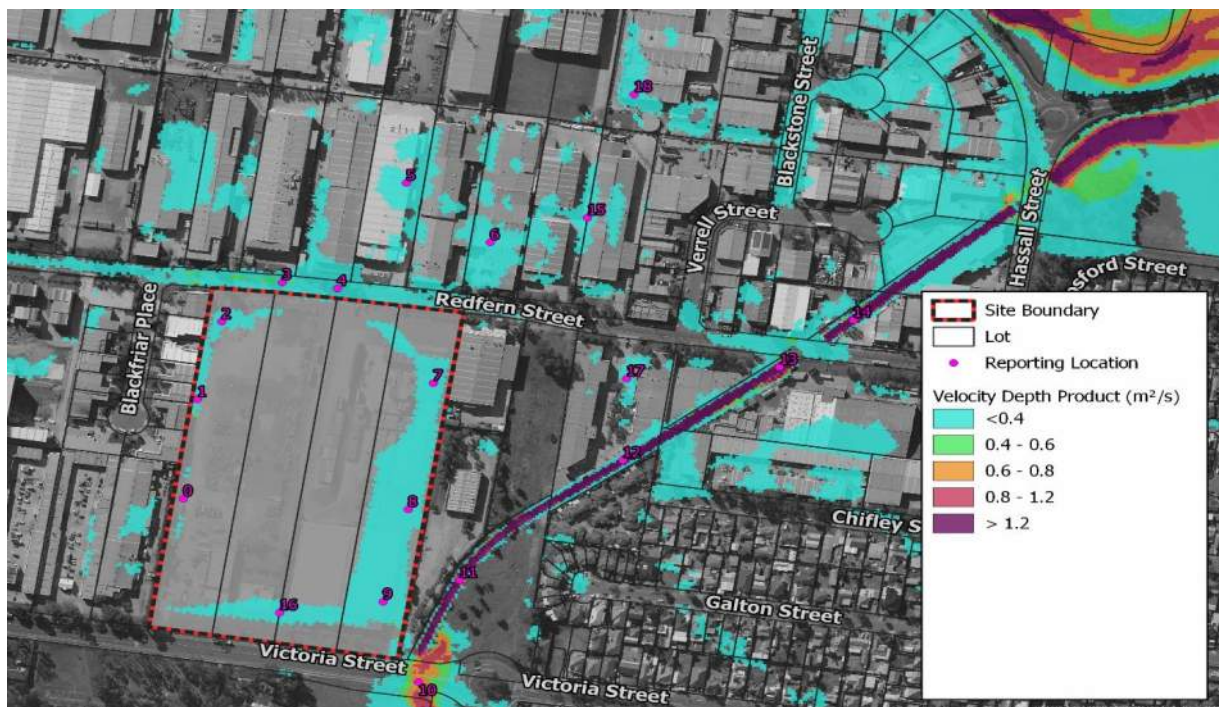 18
Blackstone Street
5
15
Verrell Street
6
Hassall Street
nsford Street
3
4
Redfern Street
Blackfriar Place
2
14
13
1
7
17
12
0
8
Chifley S
11
9
16
Galton Street
Victoria Street
10
Victoria Street
Site Boundary
Lot
Reporting Location
Velocity Depth Product (m²/s)
<0.4
0.4 - 0.6
0.6 - 0.8
0.8 - 1.2
> 1.2